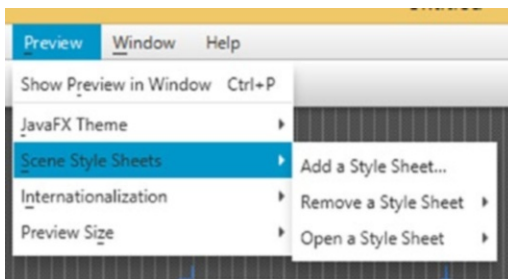 Preview Window Help
Show Preview in Window Ctrl+P
JavaFX Theme
Scene Style Sheets
Internationalization
Preview Size
Add a Style Sheet...
Remove a Style Sheet
Open a Style Sheet